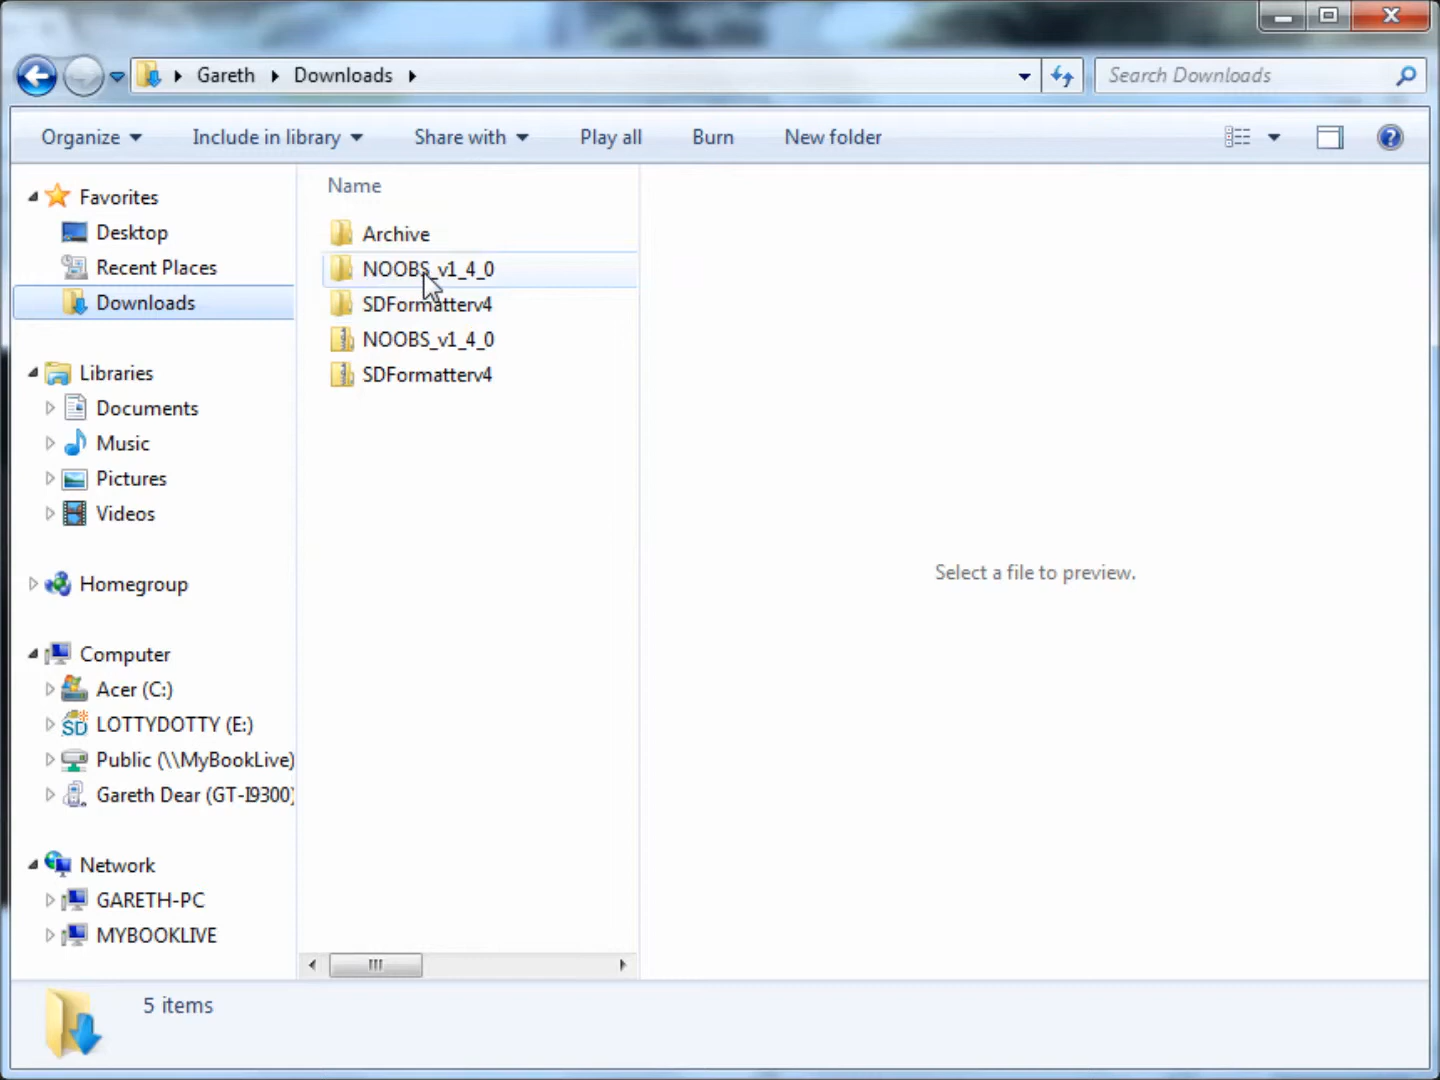 Gareth
Downloads
Search Downloads
Organize
Include in library
Share with
Play all
Burn
New folder
Favorites
Desktop
Recent Places
Downloads
Libraries
Documents
Music
Pictures
Videos
Homegroup
Computer
Acer (C:)
LOTTYDOTTY (E:)
Public (\\MyBookLive)
Gareth Dear (GT-I9300)
Network
GARETH-PC
MYBOOKLIVE
Name
Archive
NOOBS_v1_4_0
SDFormatterv4
NOOBS_v1_4_0
SDFormatterv4
Select a file to preview.
5 items